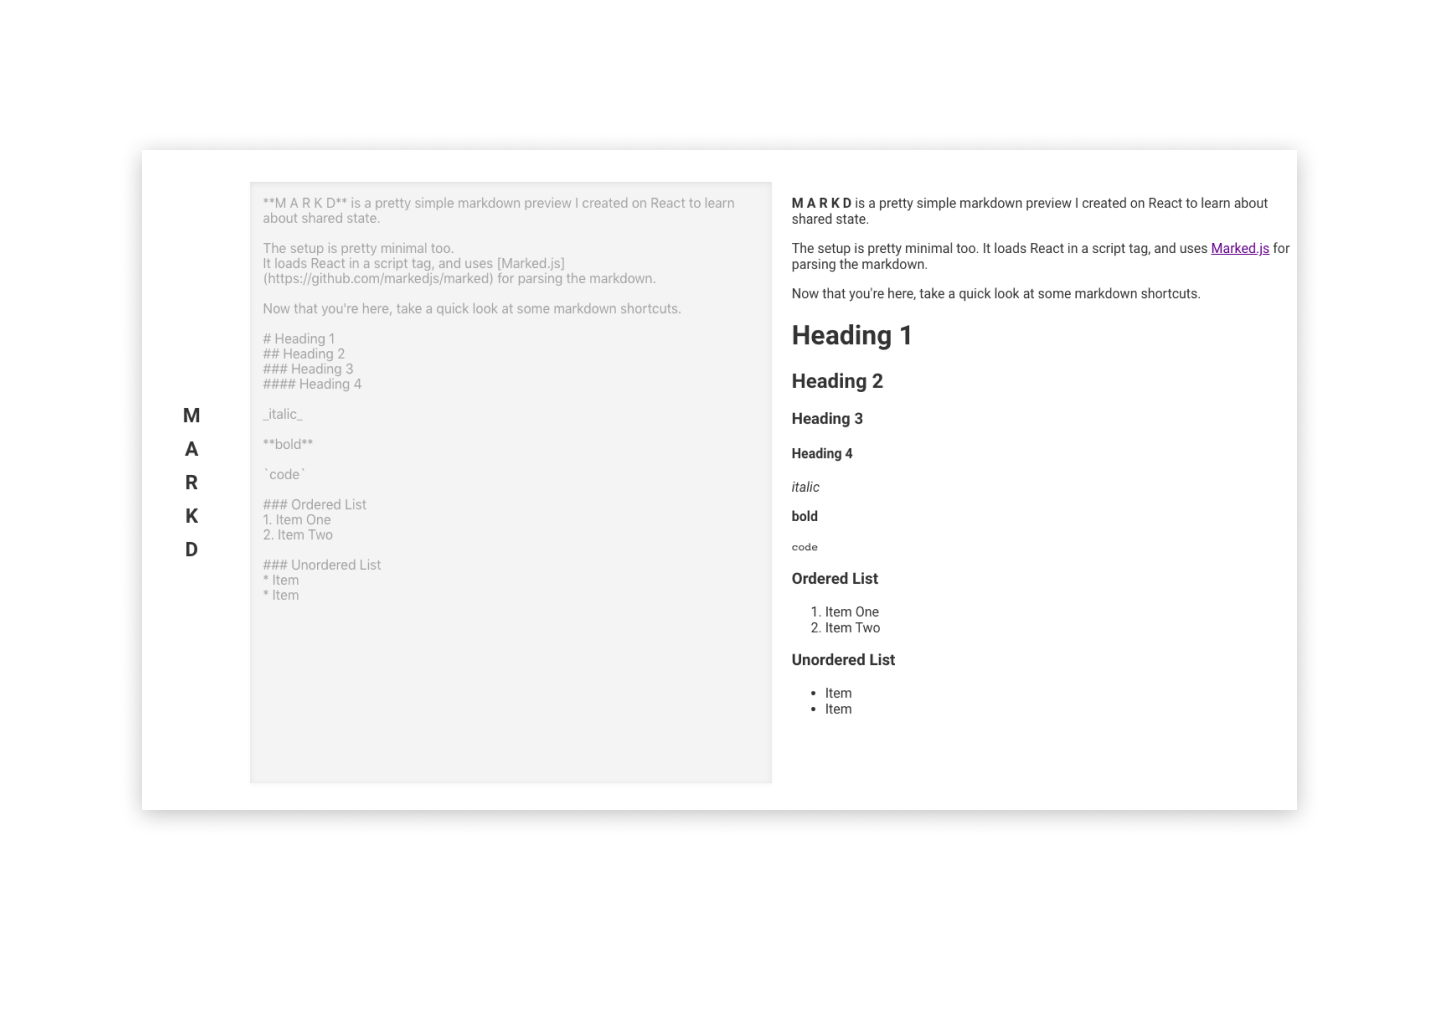 M
A
R
K
D
**M A R K D** is a pretty simple markdown preview I created on React to learn
about shared state.
The setup is pretty minimal too.
It loads React in a script tag, and uses [Marked.js]
(https://github.com/markedjs/marked) for parsing the markdown.
Now that you're here, take a quick look at some markdown shortcuts.
# Heading 1
## Heading 2
### Heading 3
#### Heading 4
_italic_
**bold**
`code`
### Ordered List
1. Item One
2. Item Two
### Unordered List
* Item
* Item
M A R K D is a pretty simple markdown preview I created on React to learn about
shared state.
The setup is pretty minimal too. It loads React in a script tag, and uses Marked.js for
parsing the markdown.
Now that you're here, take a quick look at some markdown shortcuts.
Heading 1
Heading 2
Heading 3
Heading 4
italic
bold
code
Ordered List
1. Item One
2. Item Two
Unordered List
• Item
• Item